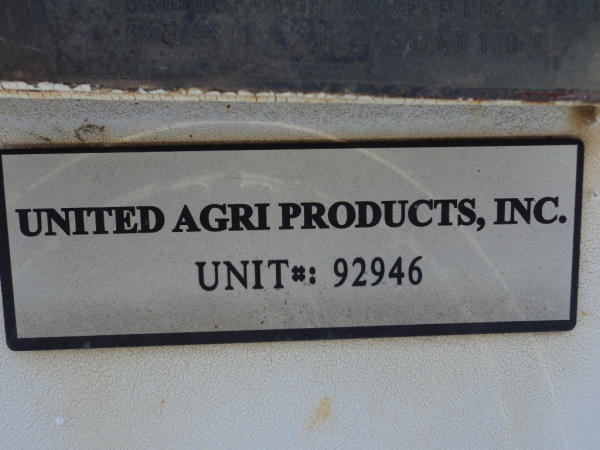 UNITED AGRI PRODUCTS, INC.
UNIT#: 92946